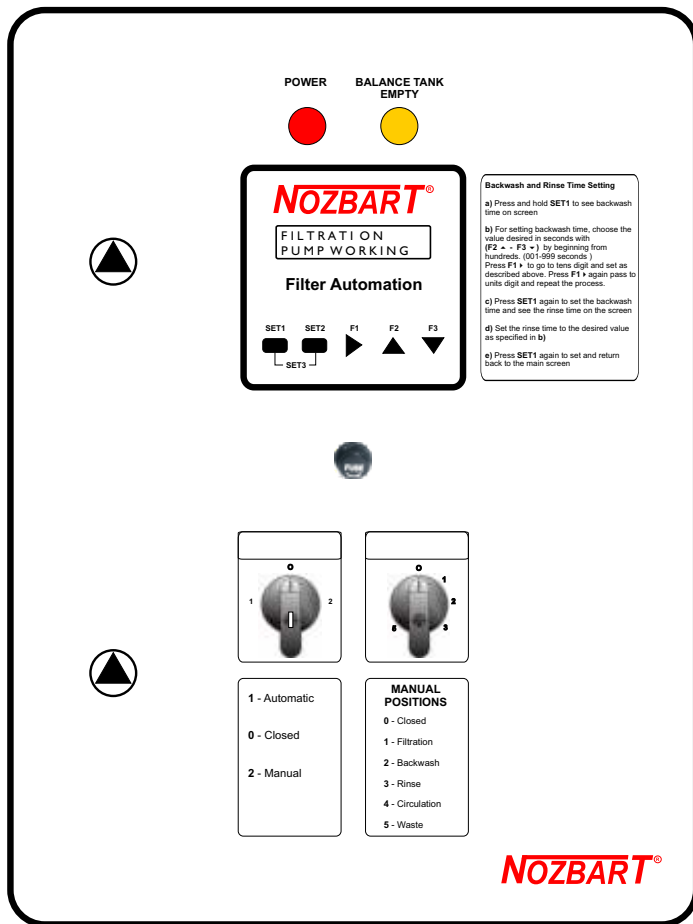 POWER
BALANCE TANK
EMPTY
NOZBART®
FILTRATION
PUMP WORKING
Filter Automation
SET1 SET2 F1 F2 F3
SET3
Backwash and Rinse Time Setting
a) Press and hold SET1 to see backwash
time on screen
b) For setting backwash time, choose the
value desired in seconds with
(F2 ▲ - F3 ▼) by beginning from
hundreds. (001-999 seconds )
Press F1 ▶ to go to tens digit and set as
described above. Press F1 ▶ again pass to
units digit and repeat the process.
c) Press SET1 again to set the backwash
time and see the rinse time on the screen
d) Set the rinse time to the desired value
as specified in b)
e) Press SET1 again to set and return
back to the main screen
FUSE
0
1 2
0
1
2
3
5
1 - Automatic
0 - Closed
2 - Manual
MANUAL
POSITIONS
0 - Closed
1 - Filtration
2 - Backwash
3 - Rinse
4 - Circulation
5 - Waste
NOZBART®